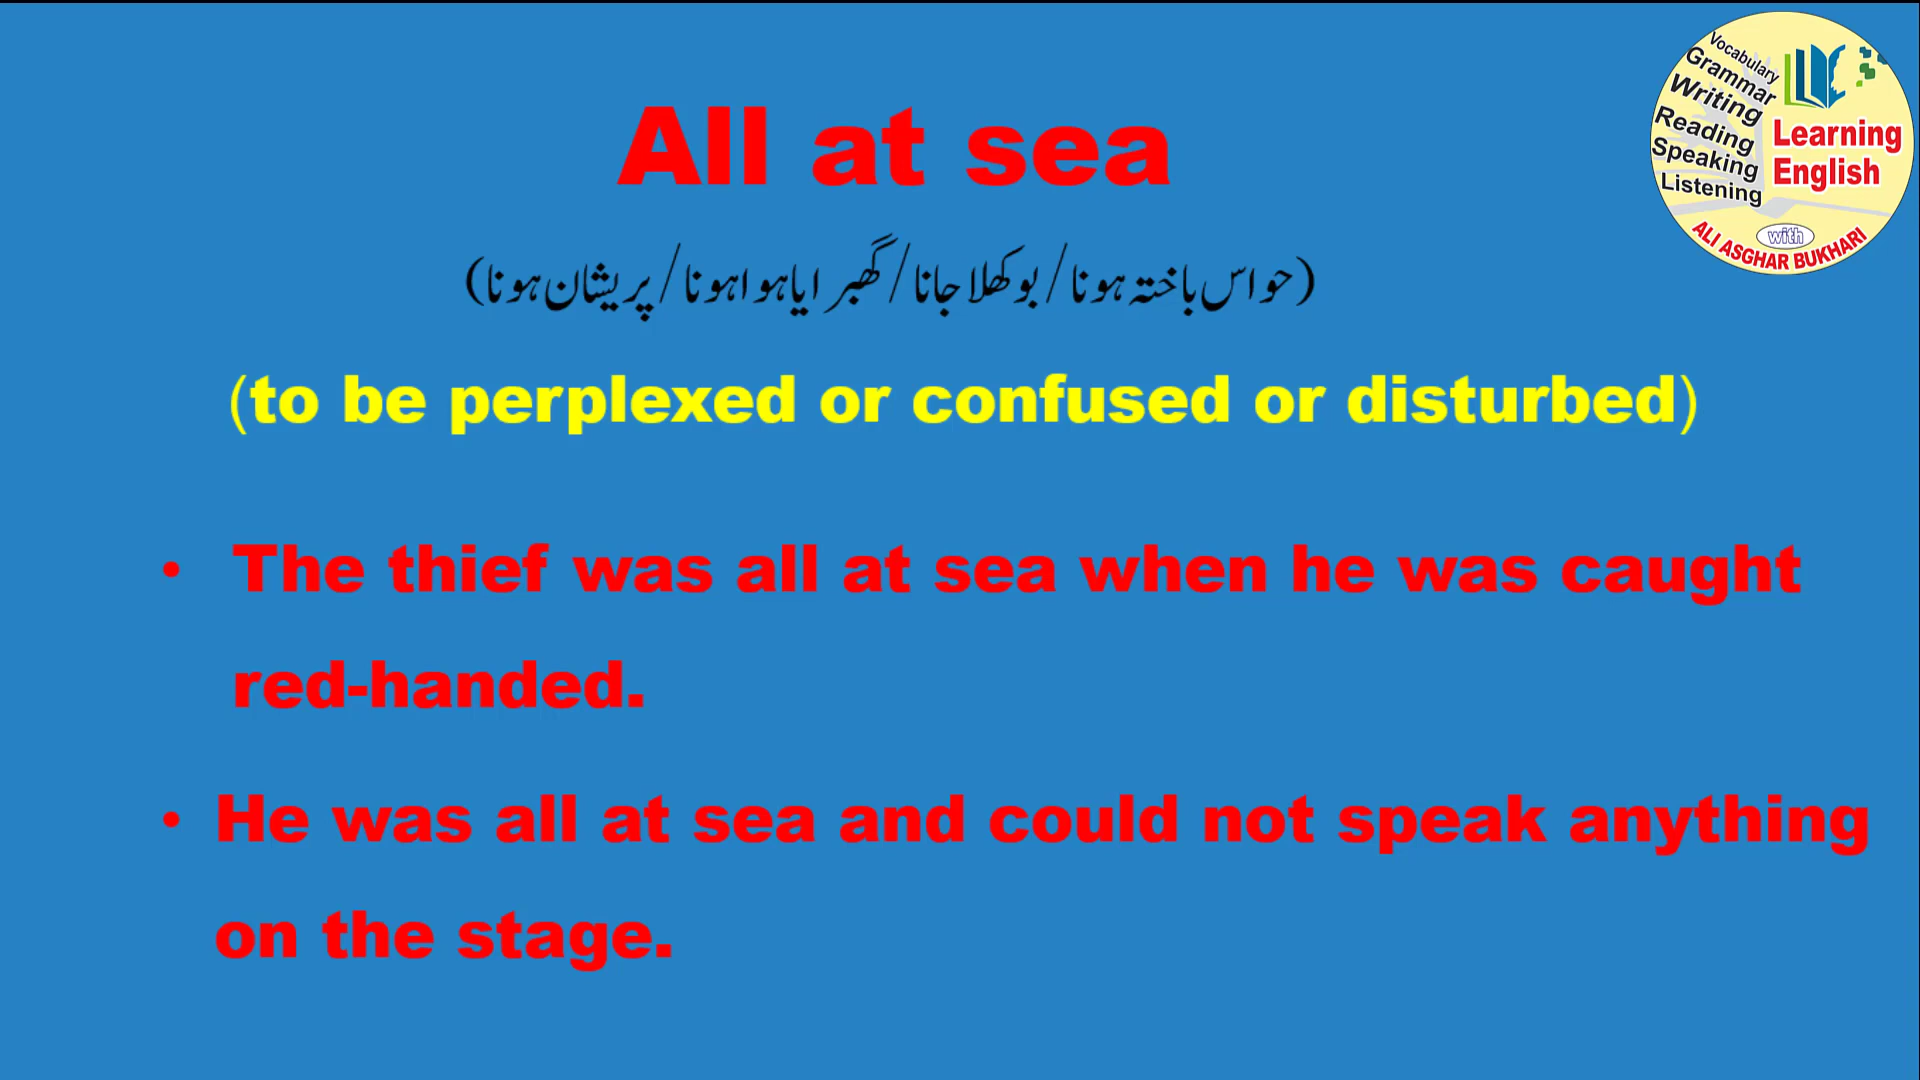 All at sea
(حواس باختہ ہونا/بوکھلا جانا/گھبرایا ہوا ہونا/پریشان ہونا)
(to be perplexed or confused or disturbed)
• The thief was all at sea when he was caught
red-handed.
• He was all at sea and could not speak anything
on the stage.
Vocabulary
Grammar
Writing
Reading
Speaking
Listening
Learning
English
with
ALI ASGHAR BUKHARI